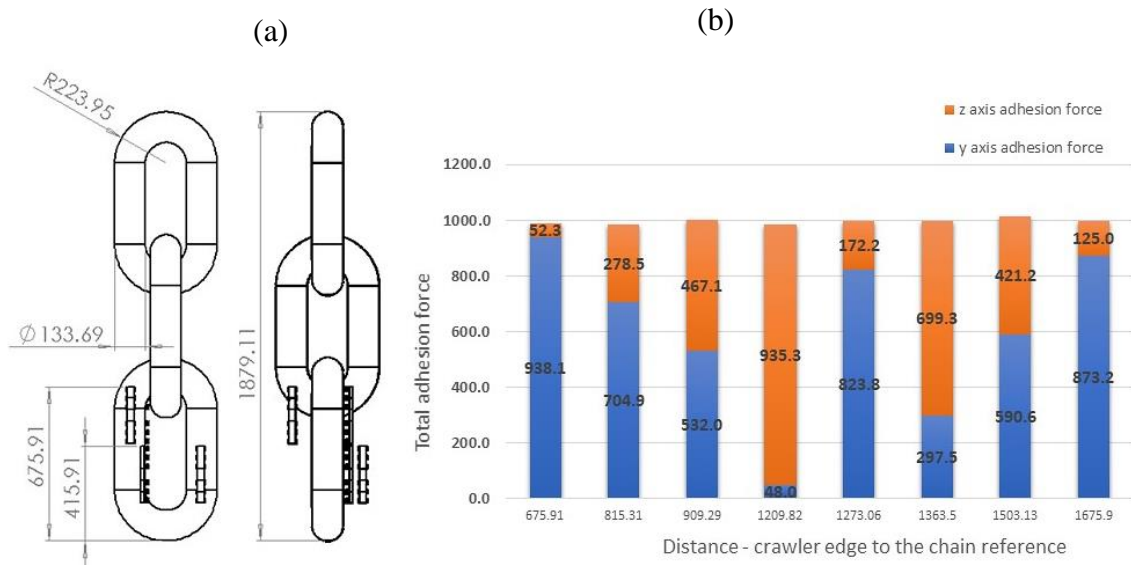 (a)
R223.95
Ø133.69
675.91
415.91
1879.11
(b)
z axis adhesion force
y axis adhesion force
Total adhesion force
1200.0
1000.0
800.0
600.0
400.0
200.0
0.0
52.3
938.1
278.5
704.9
467.1
532.0
935.3
48.0
172.2
823.8
699.3
297.5
421.2
590.6
125.0
873.2
675.91 815.31 909.29 1209.82 1273.06 1363.5 1503.13 1675.9
Distance - crawler edge to the chain reference